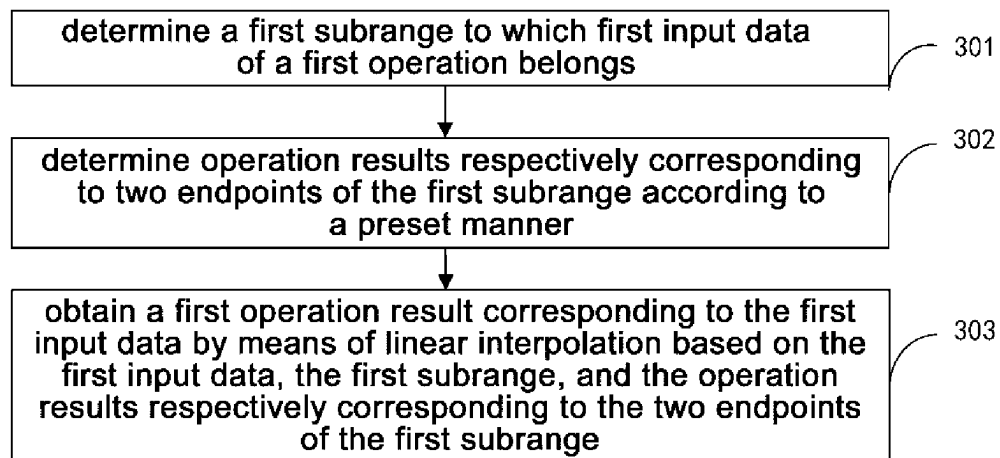 determine a first subrange to which first input data
of a first operation belongs
301
determine operation results respectively corresponding
to two endpoints of the first subrange according to
a preset manner
302
obtain a first operation result corresponding to the first
input data by means of linear interpolation based on the
first input data, the first subrange, and the operation
results respectively corresponding to the two endpoints
of the first subrange
303